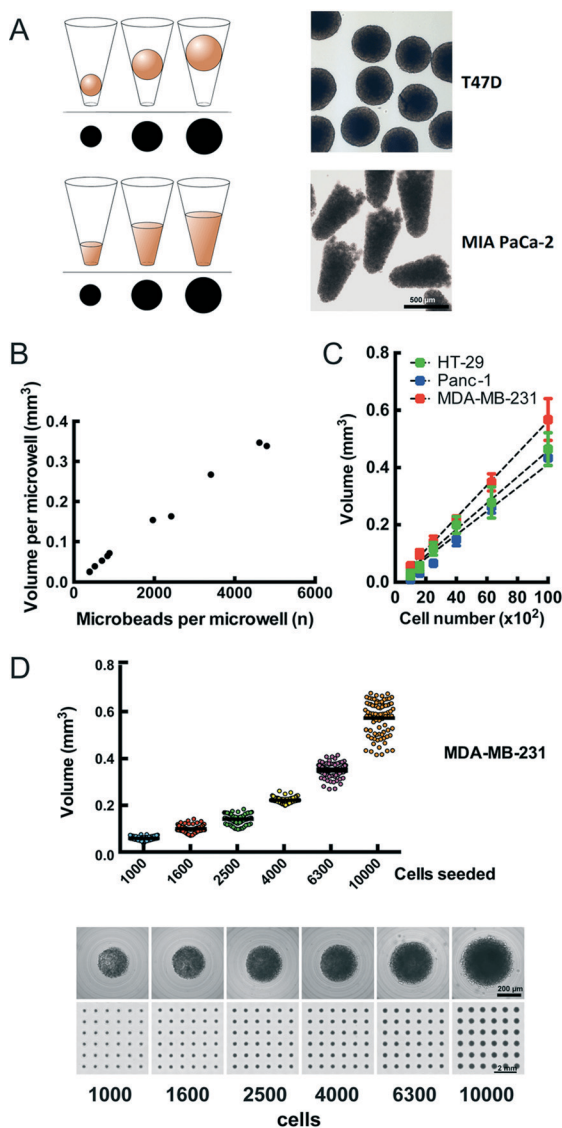 A
T47D
MIA PaCa-2
500 µm
B
Volume per microwell (mm³)
0.4
0.3
0.2
0.1
0.0
0 2000 4000 6000
Microbeads per microwell (n)
C
HT-29
Panc-1
MDA-MB-231
Volume (mm³)
0.8
0.6
0.4
0.2
0.0
0 20 40 60 80 100
Cell number (x10²)
D
Volume (mm³)
0.8
0.6
0.4
0.2
0.0
1000 1600 2500 4000 6300 10000
Cells seeded
MDA-MB-231
200 µm
2 mm
1000 1600 2500 4000 6300 10000
cells